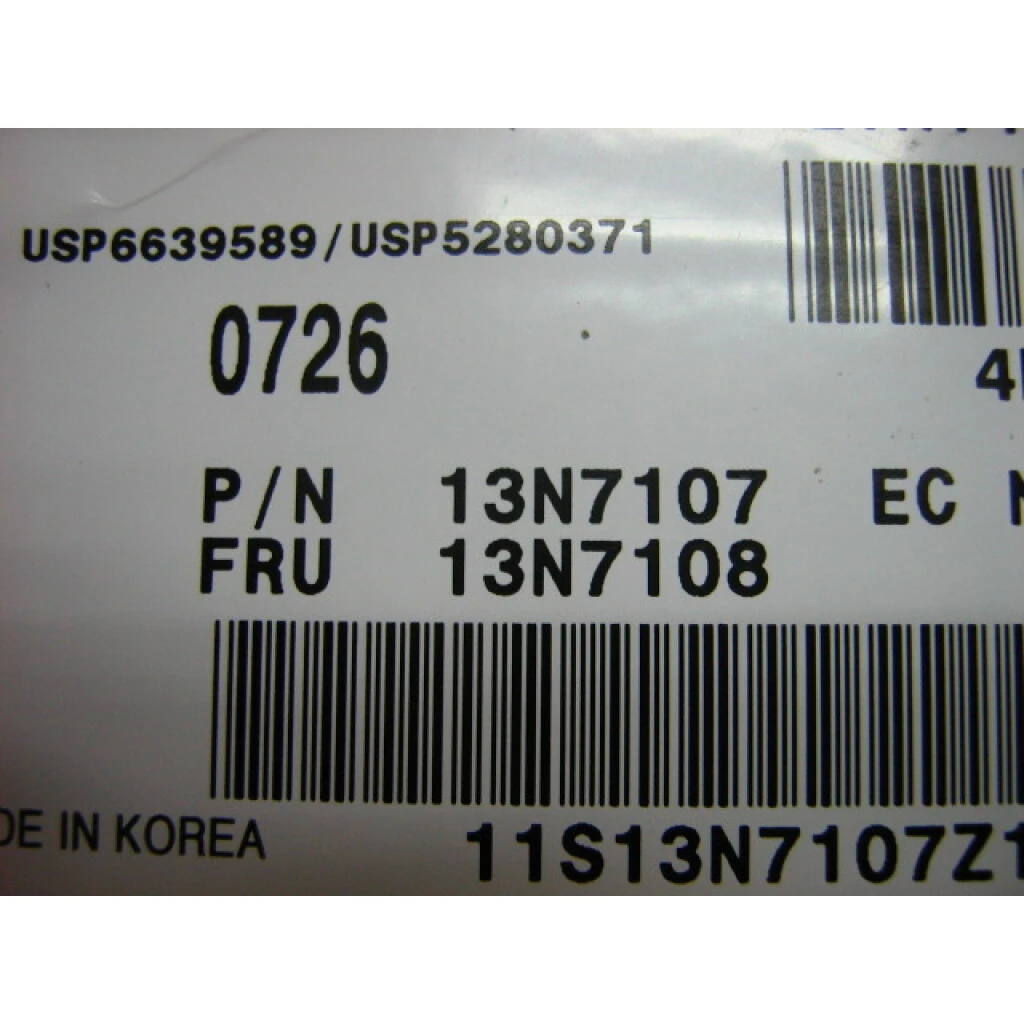 USP6639589/USP5280371
0726
P/N 13N7107 EC
FRU 13N7108
DE IN KOREA
11S13N7107Z1